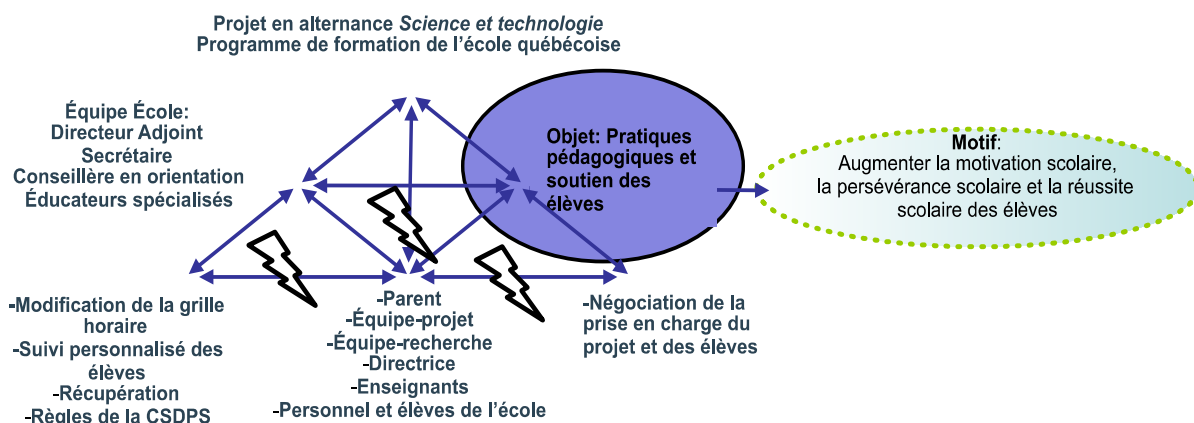 Projet en alternance Science et technologie
Programme de formation de l'école québécoise
Équipe École:
Directeur Adjoint
Secrétaire
Conseillère en orientation
Éducateurs spécialisés
Objet: Pratiques
pédagogiques et
soutien des
élèves
Motif:
Augmenter la motivation scolaire,
la persévérance scolaire et la réussite
scolaire des élèves
-Modification de la grille
horaire
-Suivi personnalisé des
élèves
-Récupération
-Règles de la CSDPS
-Parent
-Équipe-projet
-Équipe-recherche
-Directrice
-Enseignants
-Personnel et élèves de l'école
-Négociation de la
prise en charge du
projet et des élèves